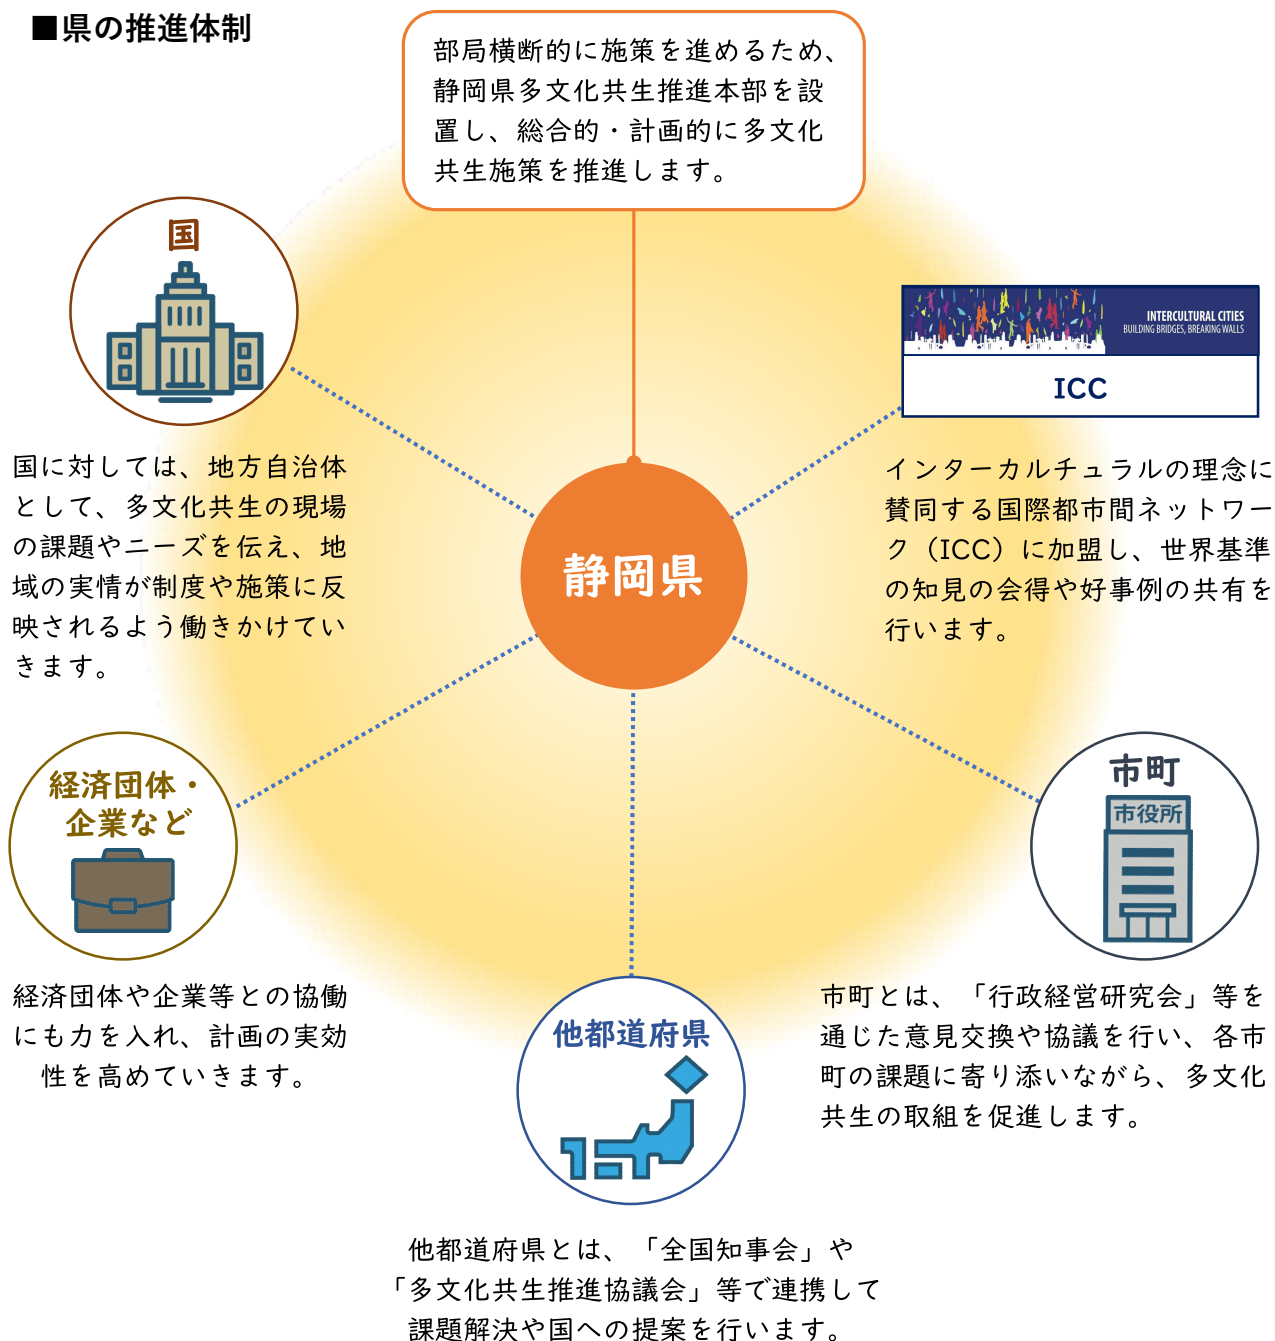 ■県の推進体制
部局横断的に施策を進めるため、
静岡県多文化共生推進本部を設
置し、総合的・計画的に多文化
共生施策を推進します。
国
国に対しては、地方自治体
として、多文化共生の現場
の課題やニーズを伝え、地
域の実情が制度や施策に反
映されるよう働きかけてい
きます。
INTERCULTURAL CITIES
BUILDING BRIDGES, BREAKING WALLS
ICC
インターカルチュラルの理念に
賛同する国際都市間ネットワー
ク（ICC）に加盟し、世界基準
の知見の会得や好事例の共有を
行います。
静岡県
経済団体・
企業など
経済団体や企業等との協働
にも力を入れ、計画の実効
性を高めていきます。
市町
市役所
市町とは、「行政経営研究会」等を
通じた意見交換や協議を行い、各市
町の課題に寄り添いながら、多文化
共生の取組を促進します。
他都道府県
他都道府県とは、「全国知事会」や
「多文化共生推進協議会」等で連携して
課題解決や国への提案を行います。